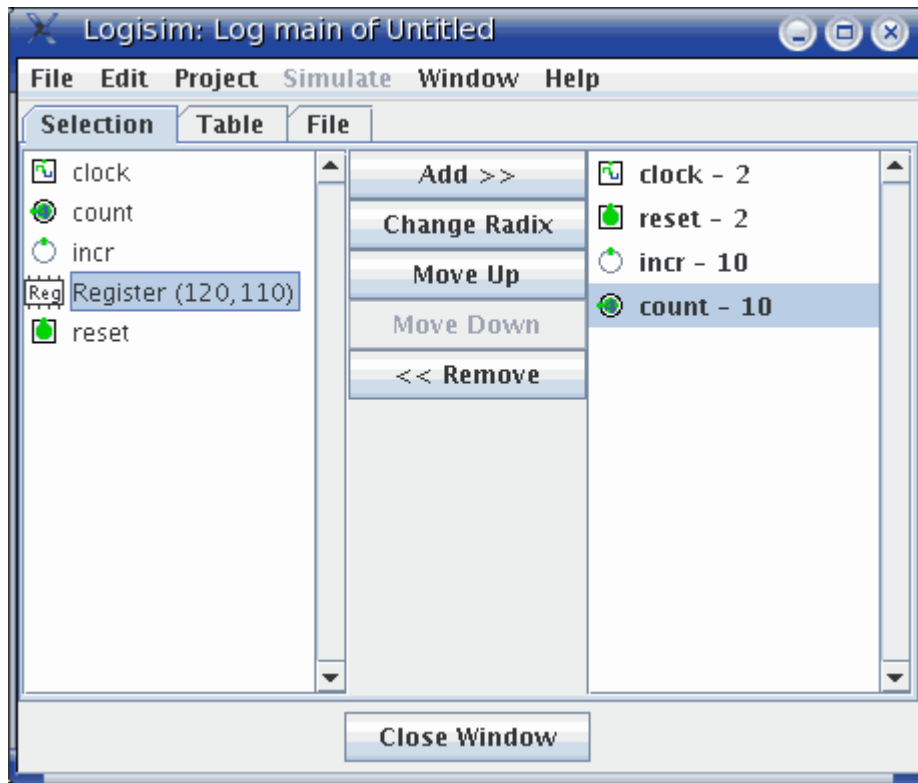 Logisim: Log main of Untitled
File Edit Project Simulate Window Help
Selection Table File
clock
count
incr
Reg Register (120,110)
reset
Add >>
Change Radix
Move Up
Move Down
<< Remove
clock - 2
reset - 2
incr - 10
count - 10
Close Window